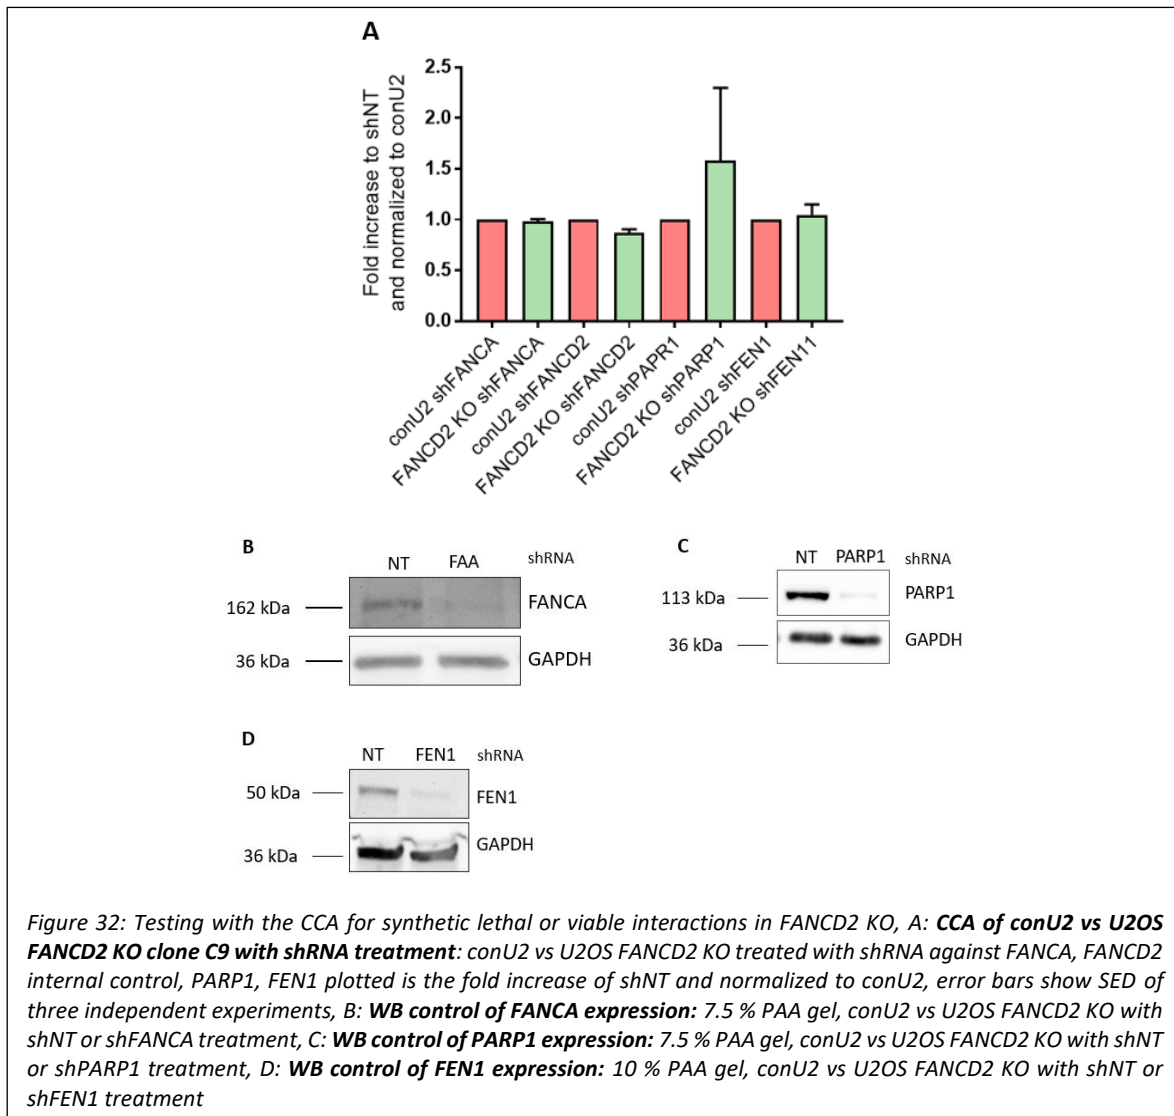 A
2.5
2.0
1.5
1.0
0.5
0.0
Fold increase to shNT
and normalized to conU2
conU2 shFANCA
FANCD2 KO shFANCA
conU2 shFANCD2
FANCD2 KO shFANCD2
conU2 shPAPR1
FANCD2 KO shPARP1
conU2 shFEN1
FANCD2 KO shFEN11
B
NT FAA shRNA
162 kDa FANCA
36 kDa GAPDH
C
NT PARP1 shRNA
113 kDa PARP1
36 kDa GAPDH
D
NT FEN1 shRNA
50 kDa FEN1
36 kDa GAPDH
Figure 32: Testing with the CCA for synthetic lethal or viable interactions in FANCD2 KO, A: CCA of conU2 vs U2OS
FANCD2 KO clone C9 with shRNA treatment: conU2 vs U2OS FANCD2 KO treated with shRNA against FANCA, FANCD2
internal control, PARP1, FEN1 plotted is the fold increase of shNT and normalized to conU2, error bars show SED of
three independent experiments, B: WB control of FANCA expression: 7.5 % PAA gel, conU2 vs U2OS FANCD2 KO with
shNT or shFANCA treatment, C: WB control of PARP1 expression: 7.5 % PAA gel, conU2 vs U2OS FANCD2 KO with shNT
or shPARP1 treatment, D: WB control of FEN1 expression: 10 % PAA gel, conU2 vs U2OS FANCD2 KO with shNT or
shFEN1 treatment